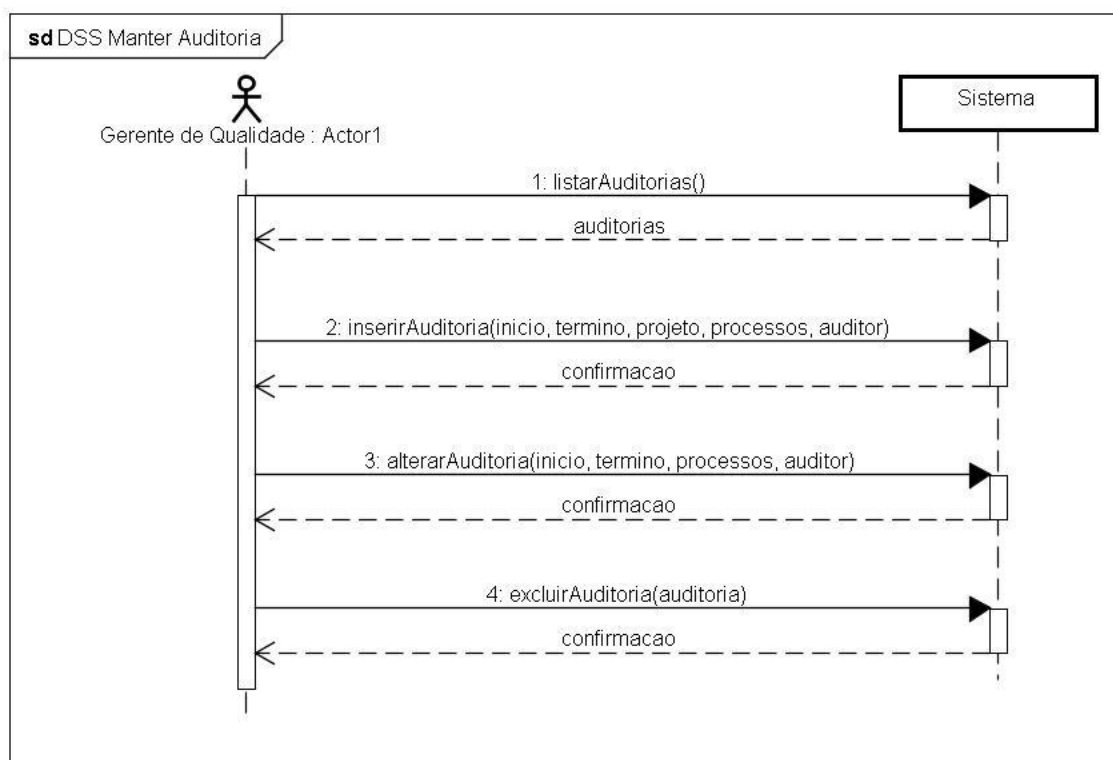 sd DSS Manter Auditoria
Sistema
Gerente de Qualidade : Actor1
1: listarAuditorias()
auditorias
2: inserirAuditoria(inicio, termino, projeto, processos, auditor)
confirmacao
3: alterarAuditoria(inicio, termino, processos, auditor)
confirmacao
4: excluirAuditoria(auditoria)
confirmacao